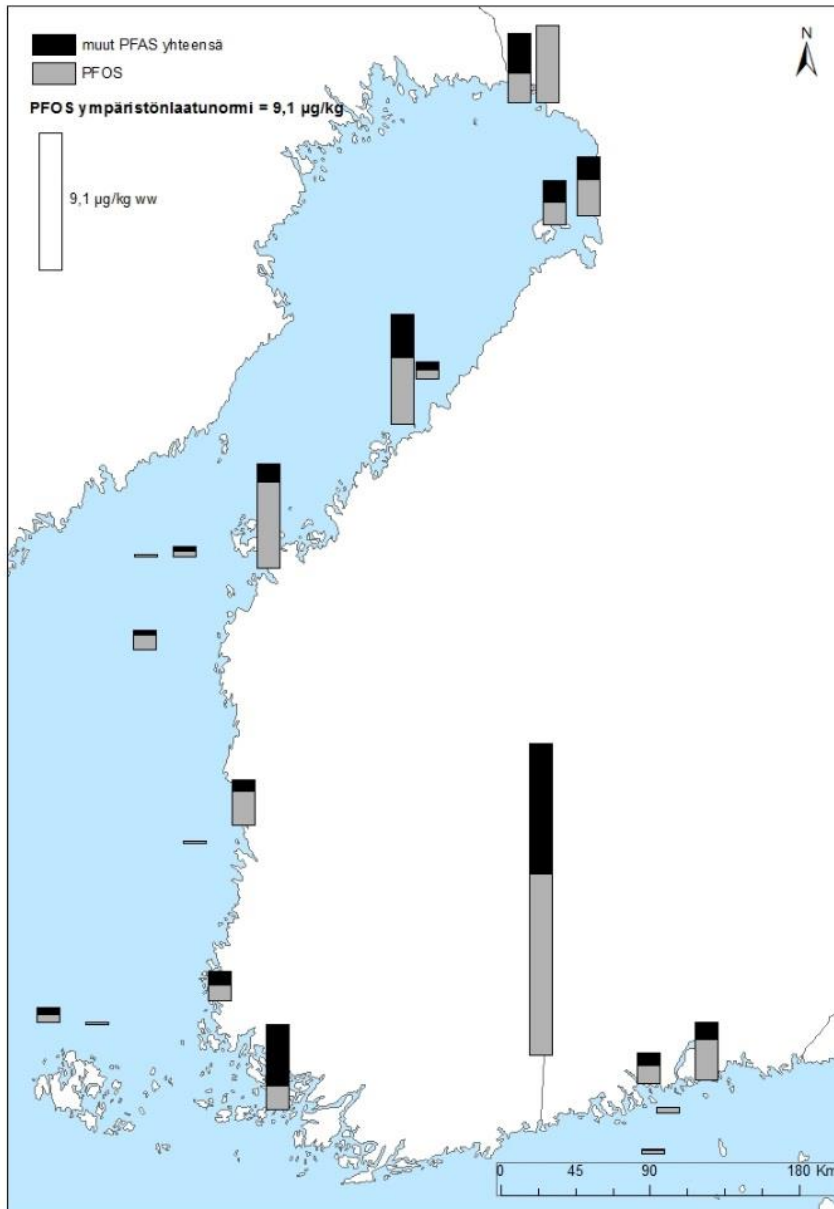 muut PFAS yhteensä
PFOS
PFOS ympäristönlaatunormi = 9,1 µg/kg
9,1 µg/kg ww
N
0 45 90 180 Km